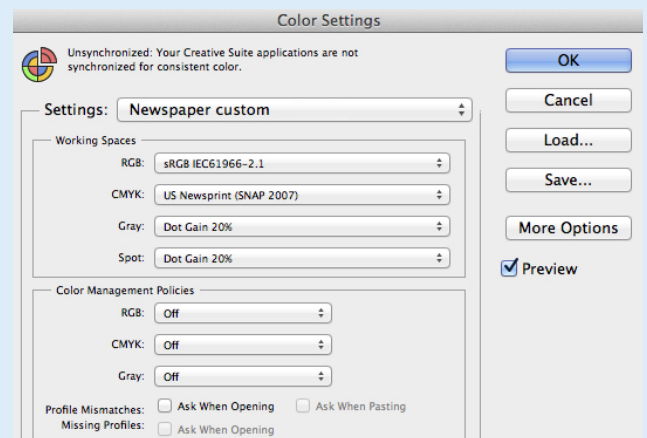 Color Settings
Unsynchronized: Your Creative Suite applications are not
synchronized for consistent color.
OK
Cancel
Load...
Save...
More Options
Preview
Settings: Newspaper custom
Working Spaces
RGB: sRGB IEC61966-2.1
CMYK: US Newsprint (SNAP 2007)
Gray: Dot Gain 20%
Spot: Dot Gain 20%
Color Management Policies
RGB: Off
CMYK: Off
Gray: Off
Profile Mismatches: Ask When Opening Ask When Pasting
Missing Profiles: Ask When Opening